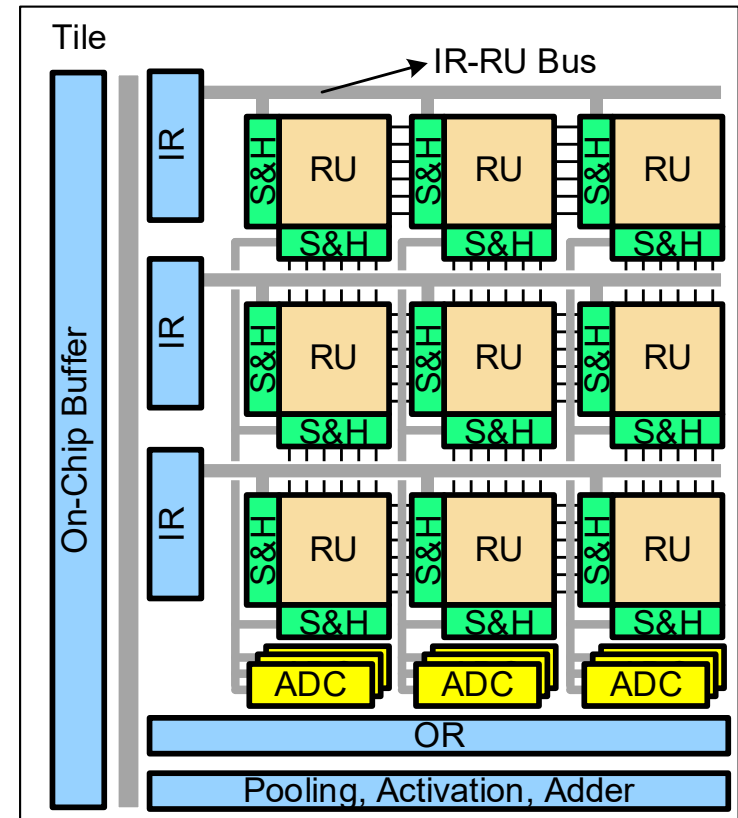 Tile
IR-RU Bus
On-Chip Buffer
IR
S&H
RU
S&H
RU
S&H
RU
S&H
S&H
S&H
IR
S&H
RU
S&H
RU
S&H
RU
S&H
S&H
S&H
IR
S&H
RU
S&H
RU
S&H
RU
S&H
S&H
S&H
ADC
ADC
ADC
OR
Pooling, Activation, Adder